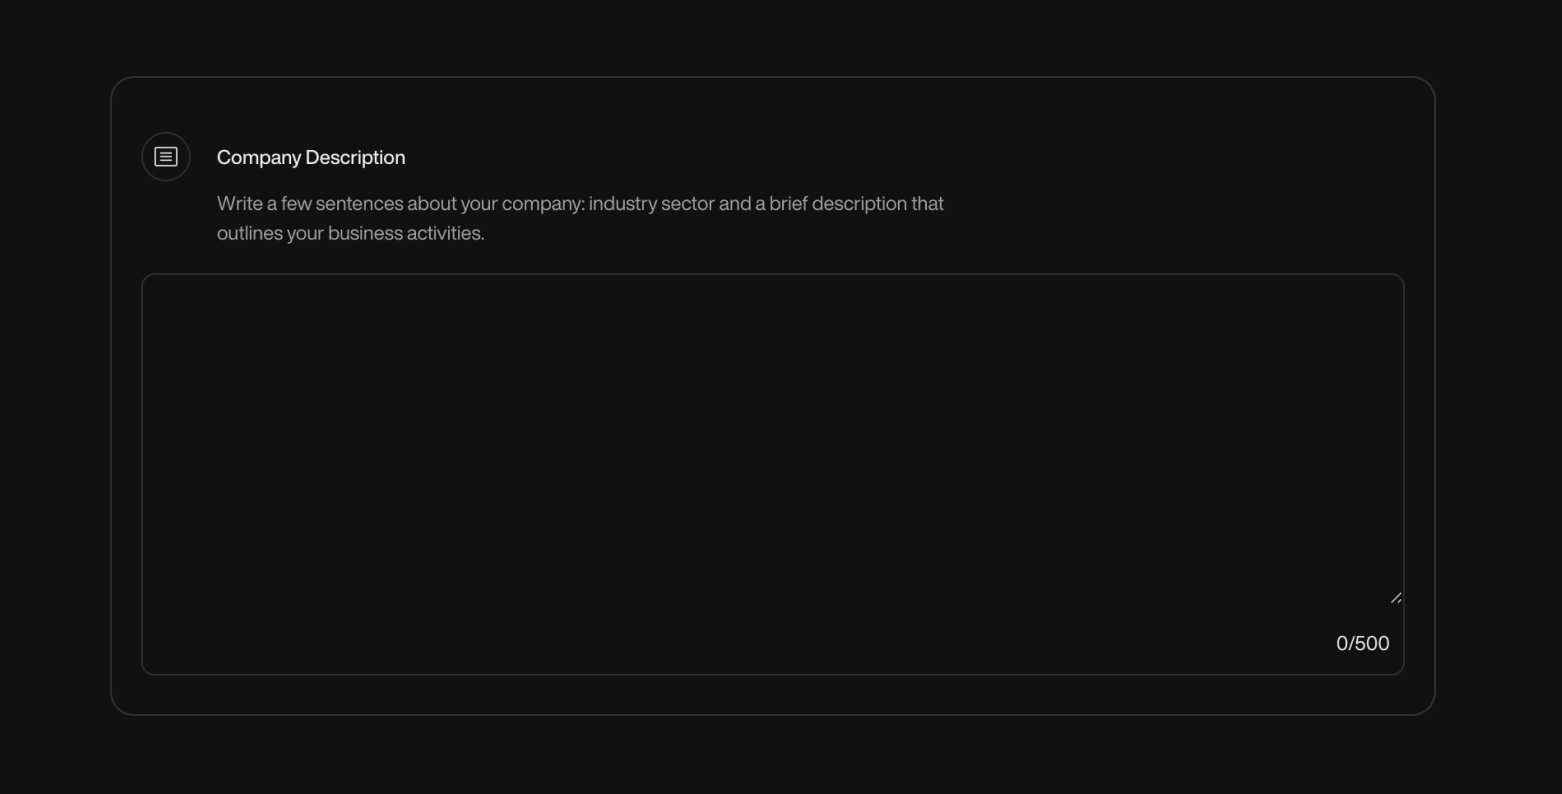 Company Description
Write a few sentences about your company: industry sector and a brief description that
outlines your business activities.
0/500